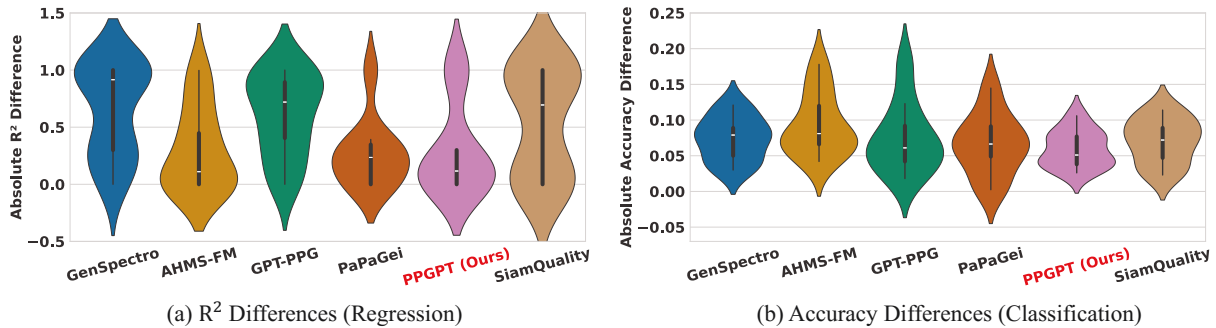 Absolute R² Difference
1.5
1.0
0.5
0.0
−0.5
GenSpectro
AHMS-FM
GPT-PPG
PaPaGei
PPGPT (Ours)
SiamQuality
(a) R² Differences (Regression)
Absolute Accuracy Difference
0.25
0.20
0.15
0.10
0.05
0.00
−0.05
GenSpectro
AHMS-FM
GPT-PPG
PaPaGei
PPGPT (Ours)
SiamQuality
(b) Accuracy Differences (Classification)